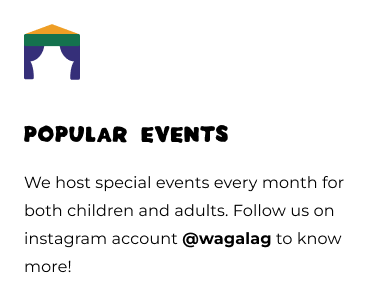 POPULAR EVENTS
We host special events every month for
both children and adults. Follow us on
instagram account @wagalag to know
more!